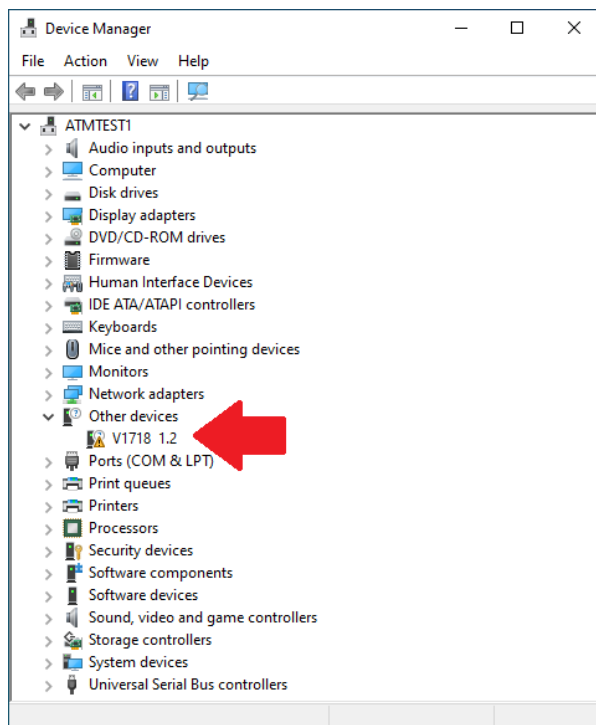 Device Manager
File Action View Help
ATMTEST1
Audio inputs and outputs
Computer
Disk drives
Display adapters
DVD/CD-ROM drives
Firmware
Human Interface Devices
IDE ATA/ATAPI controllers
Keyboards
Mice and other pointing devices
Monitors
Network adapters
Other devices
V1718 1.2
Ports (COM & LPT)
Print queues
Printers
Processors
Security devices
Software components
Software devices
Sound, video and game controllers
Storage controllers
System devices
Universal Serial Bus controllers